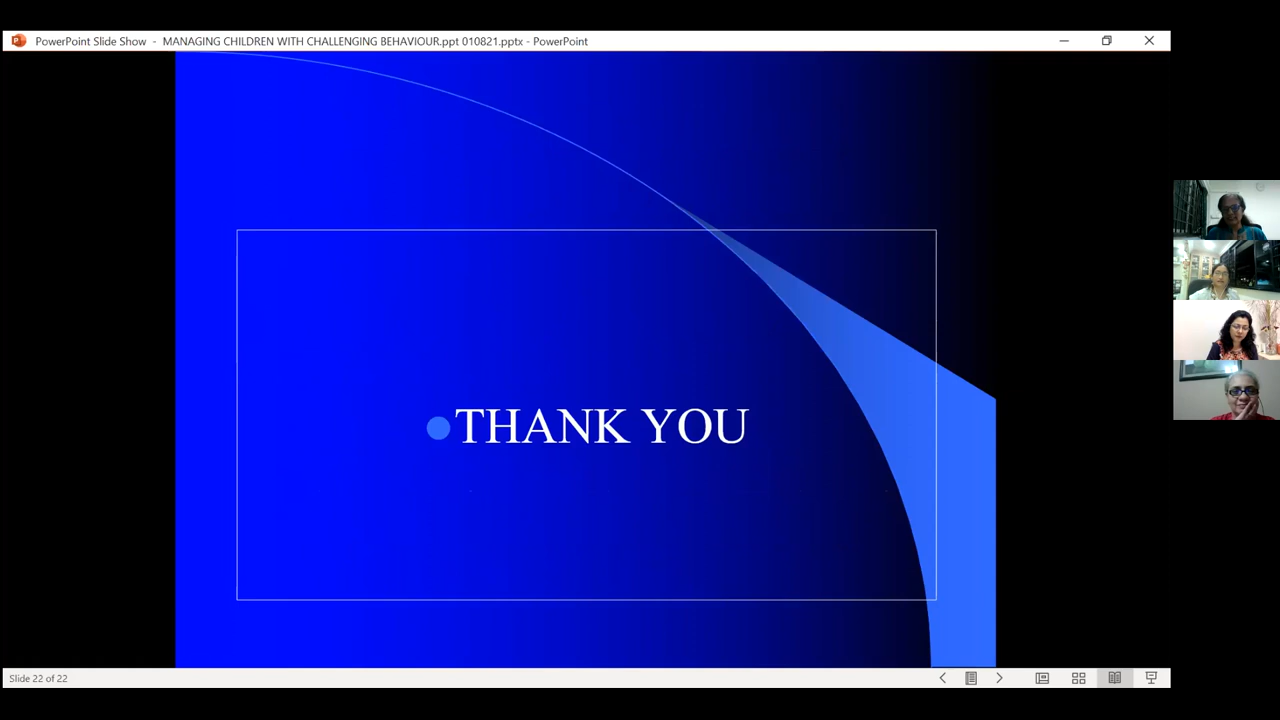 PowerPoint Slide Show - MANAGING CHILDREN WITH CHALLENGING BEHAVIOUR.ppt 010821.pptx - PowerPoint
THANK YOU
Slide 22 of 22